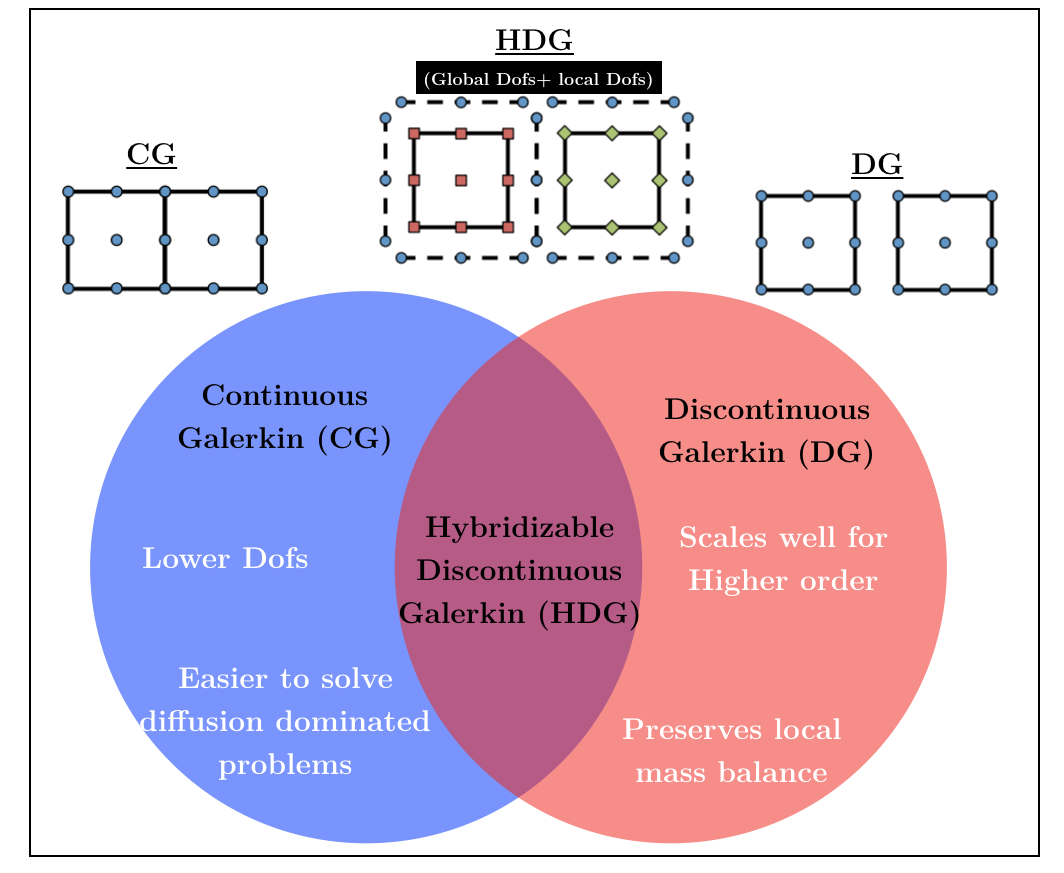 HDG
(Global Dofs+ local Dofs)
CG
DG
Continuous
Galerkin (CG)
Discontinuous
Galerkin (DG)
Hybridizable
Discontinuous
Galerkin (HDG)
Lower Dofs
Scales well for
Higher order
Easier to solve
diffusion dominated
problems
Preserves local
mass balance